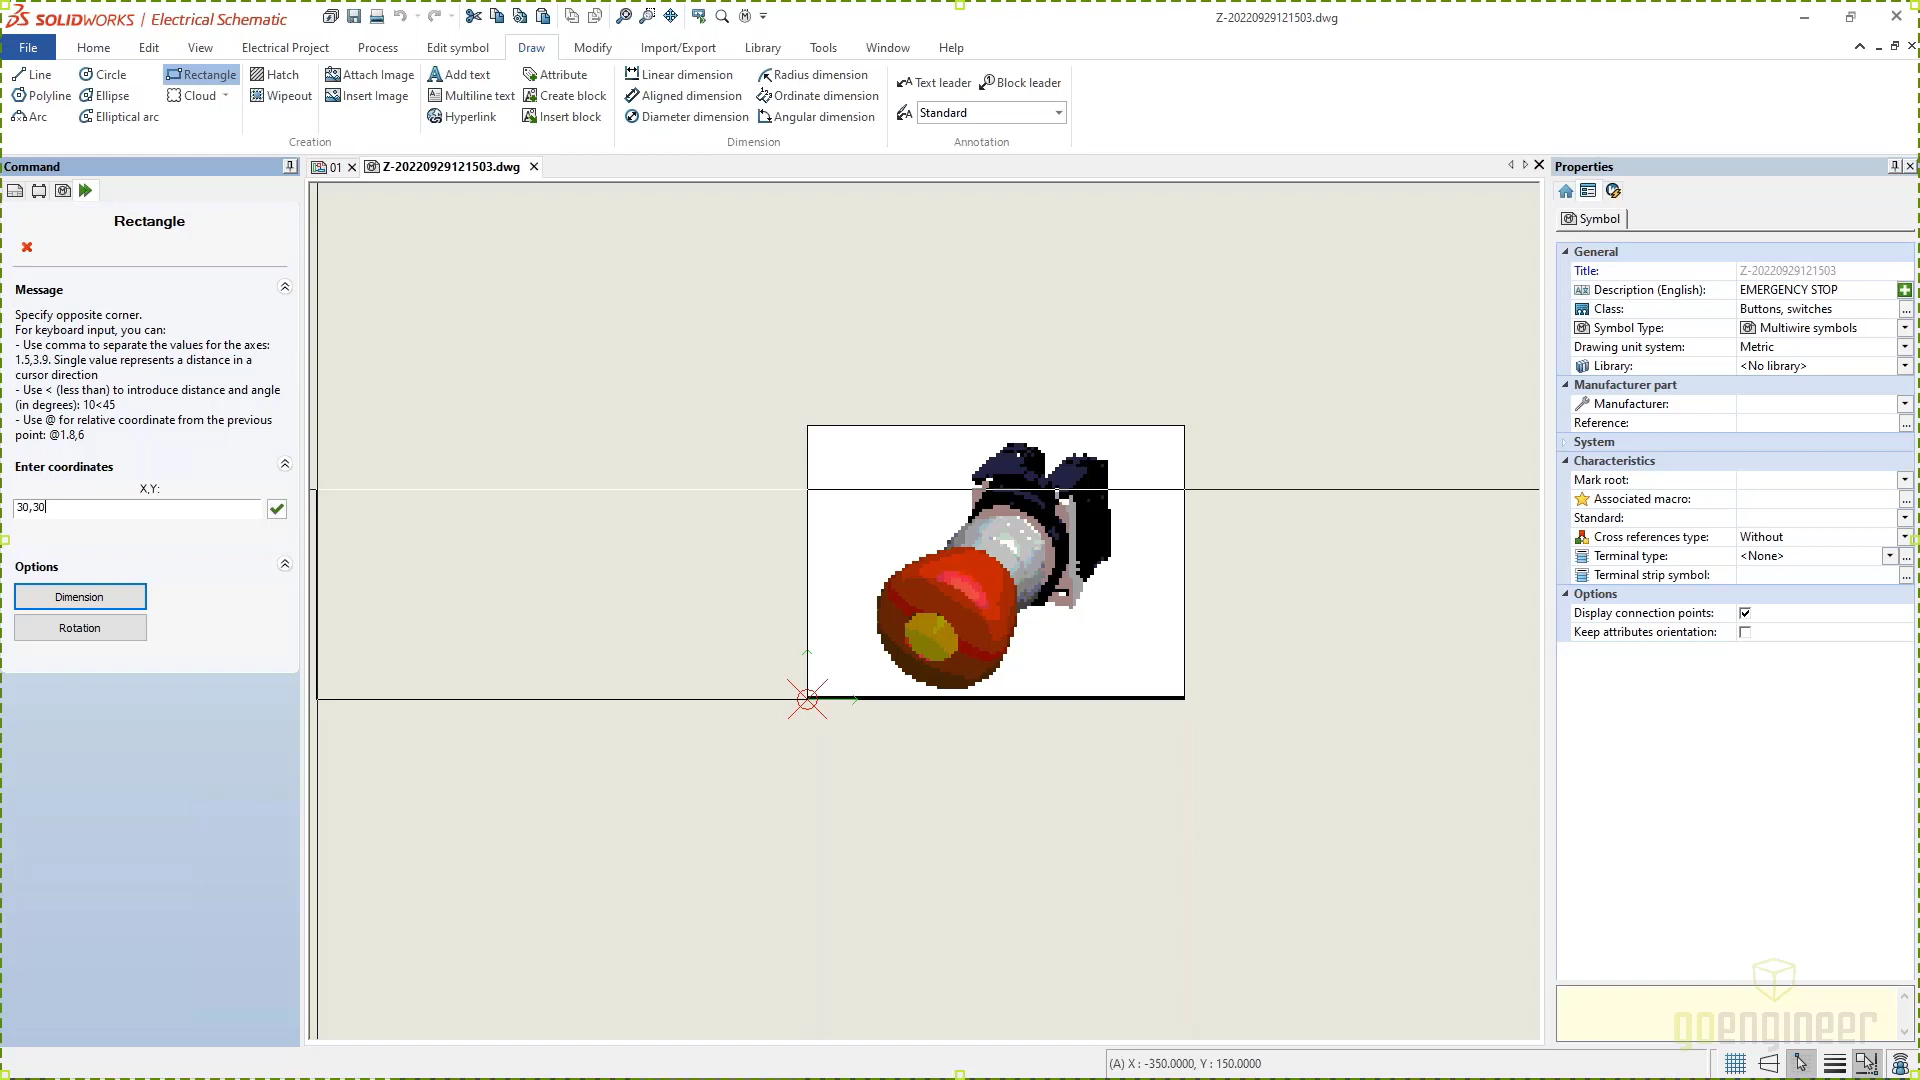 SOLIDWORKS | Electrical Schematic
Z-20220929121503.dwg
File Home Edit View Electrical Project Process Edit symbol Draw Modify Import/Export Library Tools Window Help
Line Circle Rectangle Hatch Attach Image Add text Attribute Linear dimension Radius dimension Text leader Block leader
Polyline Ellipse Cloud Wipeout Insert Image Multiline text Create block Aligned dimension Ordinate dimension Standard
Arc Elliptical arc Hyperlink Insert block Diameter dimension Angular dimension
Creation Dimension Annotation
Command
01 Z-20220929121503.dwg
Rectangle
Message
Specify opposite corner.
For keyboard input, you can:
- Use comma to separate the values for the axes:
1.5,3.9. Single value represents a distance in a
cursor direction
- Use < (less than) to introduce distance and angle
(in degrees): 10<45
- Use @ for relative coordinate from the previous
point: @1.8,6
Enter coordinates
X,Y:
30,30
Options
Dimension
Rotation
Properties
Symbol
General
Title: Z-20220929121503
Description (English): EMERGENCY STOP
Class: Buttons, switches
Symbol Type: Multiwire symbols
Drawing unit system: Metric
Library: <No library>
Manufacturer part
Manufacturer:
Reference:
System
Characteristics
Mark root:
Associated macro:
Standard:
Cross references type: Without
Terminal type: <None>
Terminal strip symbol:
Options
Display connection points:
Keep attributes orientation:
goengineer
(A) X : -350.0000, Y : 150.0000